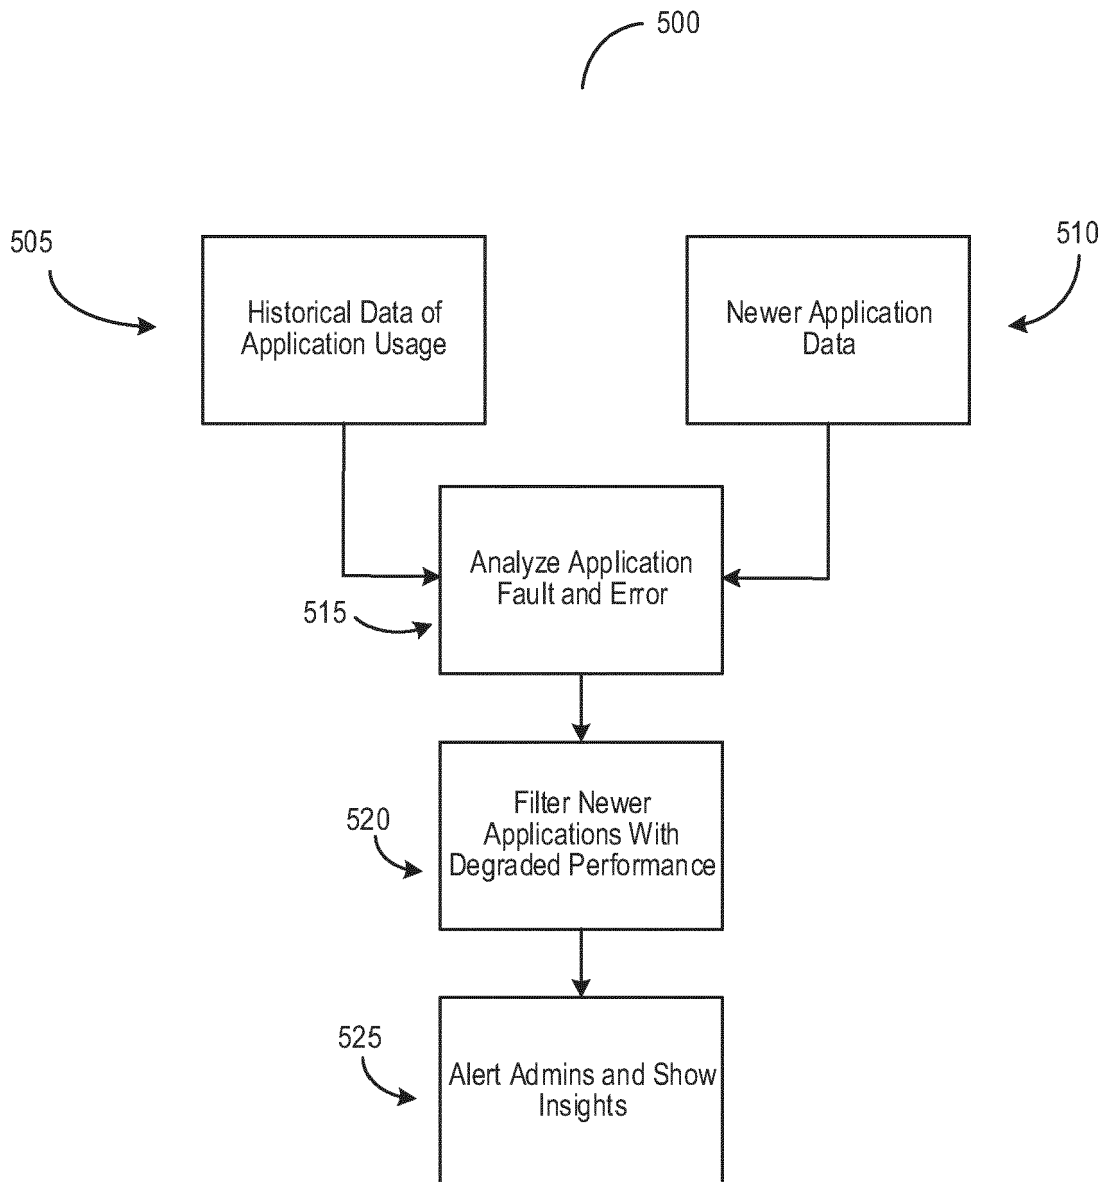 500
505
Historical Data of
Application Usage
Newer Application
Data
510
Analyze Application
Fault and Error
515
Filter Newer
Applications With
Degraded Performance
520
Alert Admins and Show
Insights
525